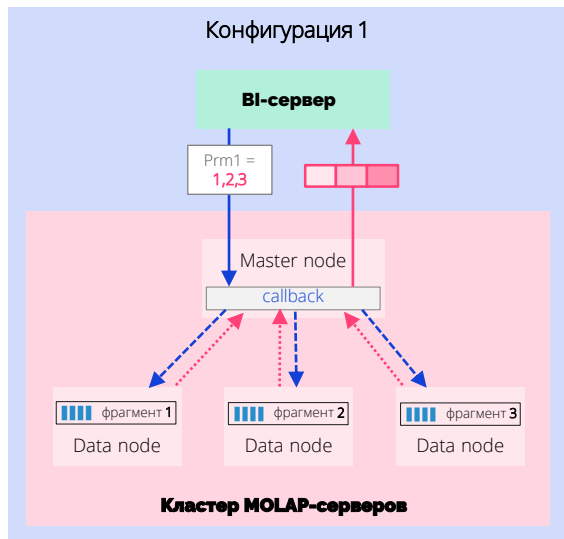 Конфигурация 1
BI-сервер
Prm1 =
1,2,3
Master node
callback
фрагмент 1
фрагмент 2
фрагмент 3
Data node
Data node
Data node
Кластер MOLAP-серверов